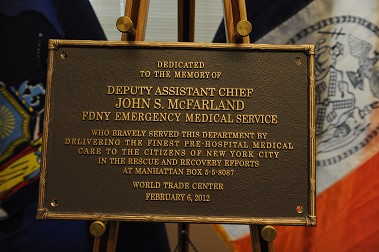 DEDICATED
TO THE MEMORY OF
DEPUTY ASSISTANT CHIEF
JOHN S. McFARLAND
FDNY EMERGENCY MEDICAL SERVICE
WHO BRAVELY SERVED THIS DEPARTMENT BY
DELIVERING THE FINEST PRE-HOSPITAL MEDICAL
CARE TO THE CITIZENS OF NEW YORK CITY
IN THE RESCUE AND RECOVERY EFFORTS
AT MANHATTAN BOX 5-5-8087
WORLD TRADE CENTER
FEBRUARY 6, 2012